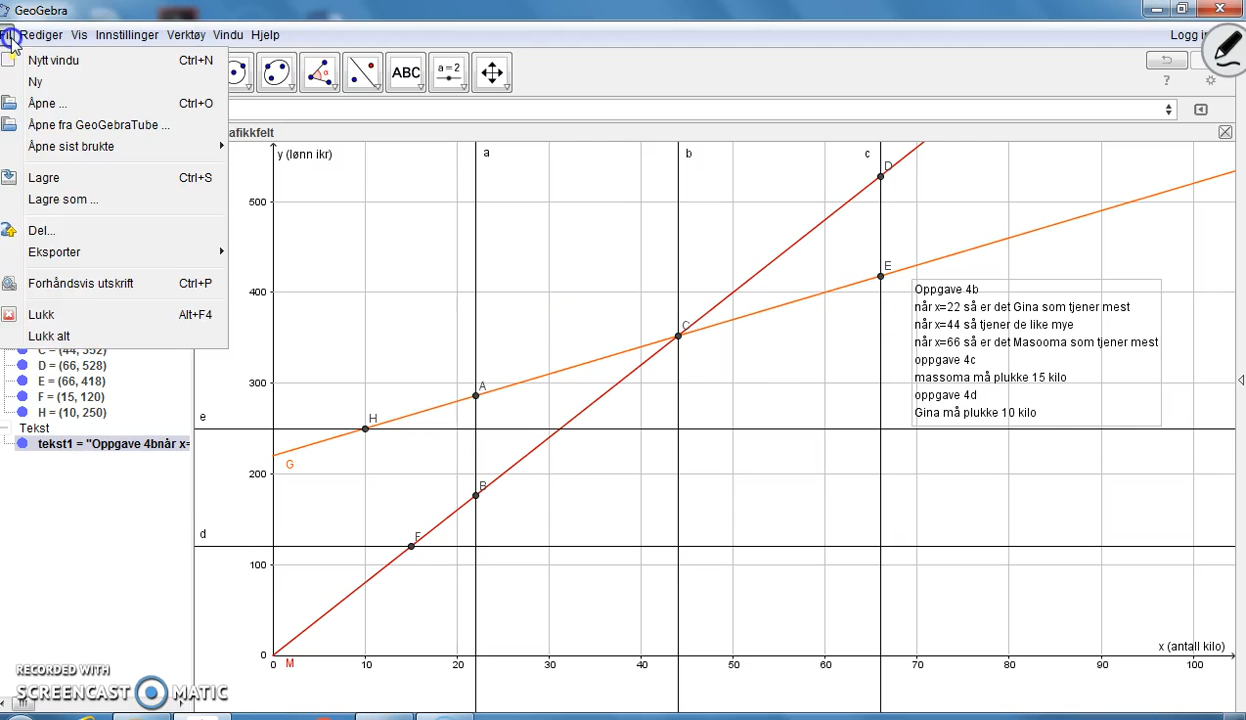 GeoGebra
Fil Rediger Vis Innstillinger Verktøy Vindu Hjelp
Nytt vindu Ctrl+N
Ny
Åpne ... Ctrl+O
Åpne fra GeoGebraTube ...
Åpne sist brukte
Lagre Ctrl+S
Lagre som ...
Del...
Eksporter
Forhåndsvis utskrift Ctrl+P
Lukk Alt+F4
Lukk alt
C = (44, 352)
D = (66, 528)
E = (66, 418)
F = (15, 120)
H = (10, 250)
Tekst
tekst1 = "Oppgave 4bnår x=
RECORDED WITH
SCREENCAST MATIC
Logg in
ABC
a=2
?
afikkfelt
y (lønn ikr)
a
b
c
D
E
C
A
H
B
F
G
M
e
d
500
400
300
200
100
0
0 10 20 30 40 50 60 70 80 90 100
x (antall kilo)
Oppgave 4b
når x=22 så er det Gina som tjener mest
når x=44 så tjener de like mye
når x=66 så er det Masooma som tjener mest
oppgave 4c
massoma må plukke 15 kilo
oppgave 4d
Gina må plukke 10 kilo